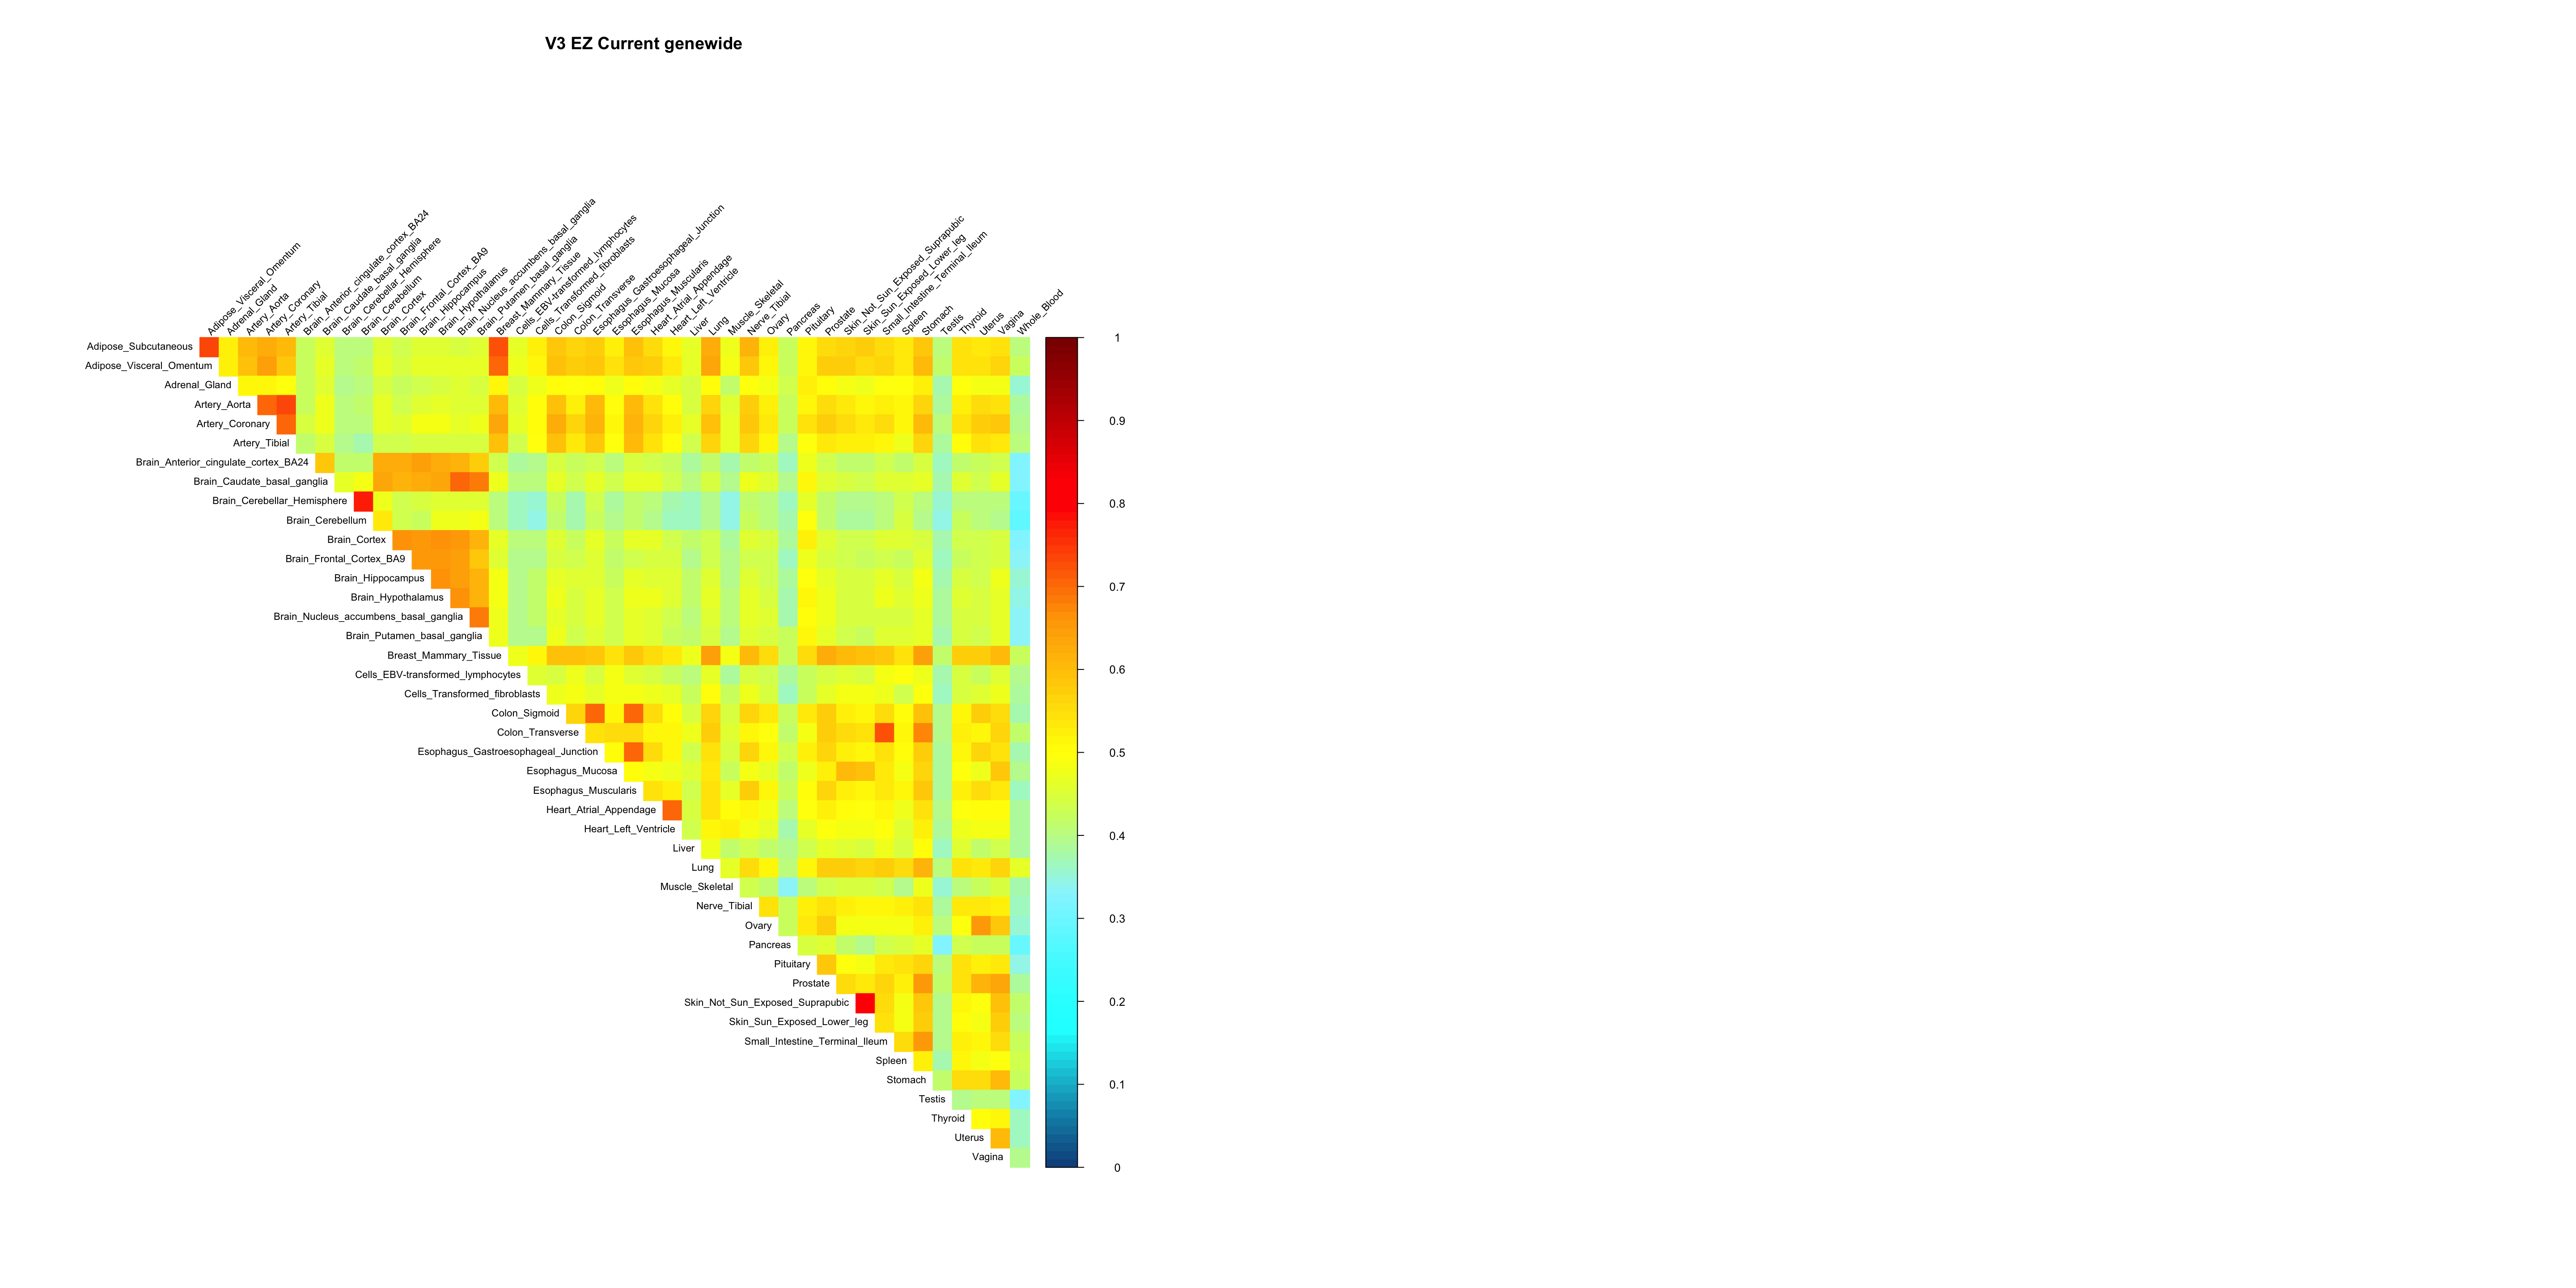 V3 EZ Current genewide
Adipose_Visceral_Omentum
Adrenal_Gland
Artery_Aorta
Artery_Coronary
Artery_Tibial
Brain_Anterior_cingulate_cortex_BA24
Brain_Caudate_basal_ganglia
Brain_Cerebellar_Hemisphere
Brain_Cerebellum
Brain_Cortex
Brain_Frontal_Cortex_BA9
Brain_Hippocampus
Brain_Hypothalamus
Brain_Nucleus_accumbens_basal_ganglia
Brain_Putamen_basal_ganglia
Breast_Mammary_Tissue
Cells_EBV-transformed_lymphocytes
Cells_Transformed_fibroblasts
Colon_Sigmoid
Colon_Transverse
Esophagus_Gastroesophageal_Junction
Esophagus_Mucosa
Esophagus_Muscularis
Heart_Atrial_Appendage
Heart_Left_Ventricle
Liver
Lung
Muscle_Skeletal
Nerve_Tibial
Ovary
Pancreas
Pituitary
Prostate
Skin_Not_Sun_Exposed_Suprapubic
Skin_Sun_Exposed_Lower_leg
Small_Intestine_Terminal_Ileum
Spleen
Stomach
Testis
Thyroid
Uterus
Vagina
Whole_Blood
Adipose_Subcutaneous
Adipose_Visceral_Omentum
Adrenal_Gland
Artery_Aorta
Artery_Coronary
Artery_Tibial
Brain_Anterior_cingulate_cortex_BA24
Brain_Caudate_basal_ganglia
Brain_Cerebellar_Hemisphere
Brain_Cerebellum
Brain_Cortex
Brain_Frontal_Cortex_BA9
Brain_Hippocampus
Brain_Hypothalamus
Brain_Nucleus_accumbens_basal_ganglia
Brain_Putamen_basal_ganglia
Breast_Mammary_Tissue
Cells_EBV-transformed_lymphocytes
Cells_Transformed_fibroblasts
Colon_Sigmoid
Colon_Transverse
Esophagus_Gastroesophageal_Junction
Esophagus_Mucosa
Esophagus_Muscularis
Heart_Atrial_Appendage
Heart_Left_Ventricle
Liver
Lung
Muscle_Skeletal
Nerve_Tibial
Ovary
Pancreas
Pituitary
Prostate
Skin_Not_Sun_Exposed_Suprapubic
Skin_Sun_Exposed_Lower_leg
Small_Intestine_Terminal_Ileum
Spleen
Stomach
Testis
Thyroid
Uterus
Vagina
1
0.9
0.8
0.7
0.6
0.5
0.4
0.3
0.2
0.1
0